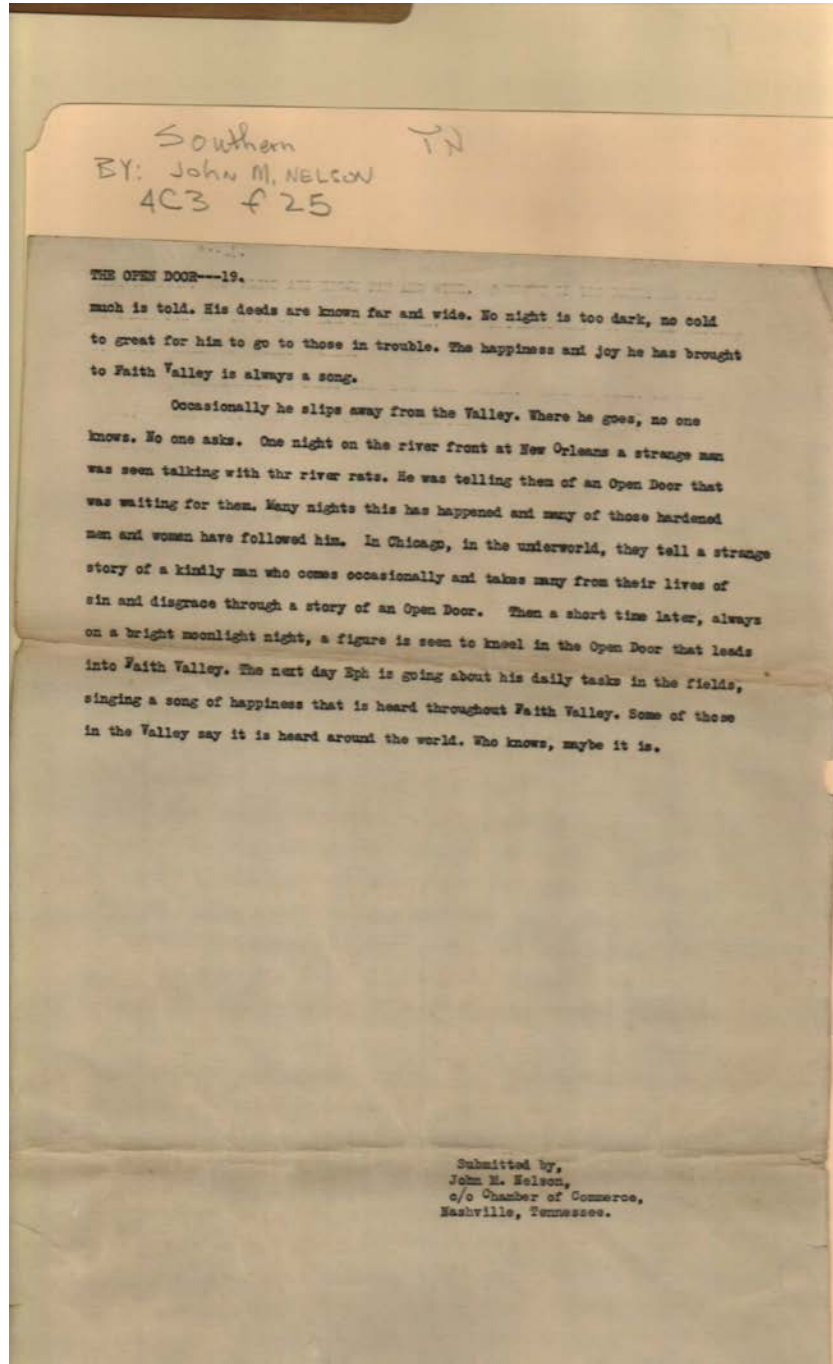 Southern TN
BY: John M. NELSON
4C3 f 25
THE OPEN DOOR---19.
much is told. His deeds are known far and wide. No night is too dark, no cold
to great for him to go to those in trouble. The happiness and joy he has brought
to Faith Valley is always a song.
Occasionally he slips away from the Valley. Where he goes, no one
knows. No one asks. One night on the river front at New Orleans a strange man
was seen talking with thr river rats. He was telling them of an Open Door that
was waiting for them. Many nights this has happened and many of those hardened
men and women have followed him. In Chicago, in the underworld, they tell a strange
story of a kindly man who comes occasionally and takes many from their lives of
sin and disgrace through a story of an Open Door. Then a short time later, always
on a bright moonlight night, a figure is seen to kneel in the Open Door that leads
into Faith Valley. The next day Eph is going about his daily tasks in the fields,
singing a song of happiness that is heard throughout Faith Valley. Some of those
in the Valley say it is heard around the world. Who knows, maybe it is.
Submitted by,
John M. Nelson,
c/o Chamber of Commerce,
Nashville, Tennessee.